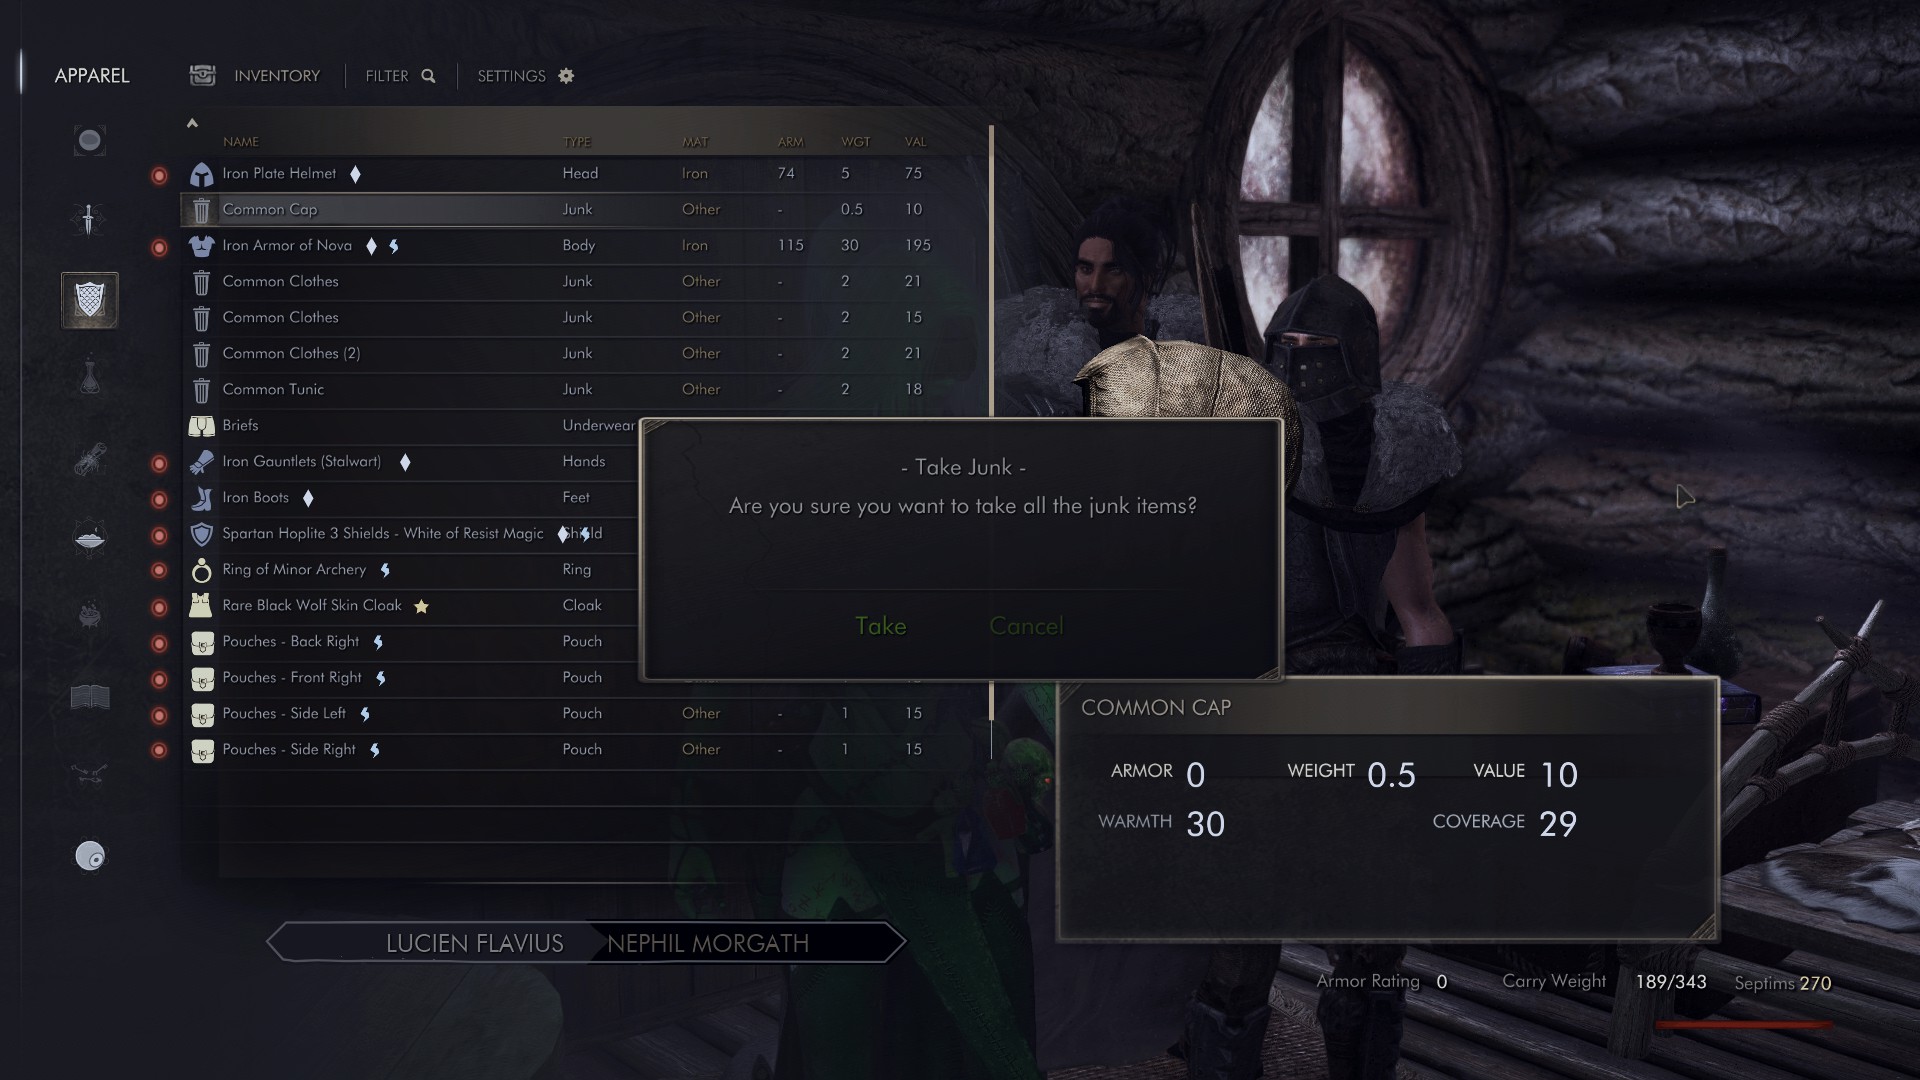 APPAREL INVENTORY FILTER SETTINGS
NAME TYPE MAT ARM WGT VAL
Iron Plate Helmet Head Iron 74 5 75
Common Cap Junk Other - 0.5 10
Iron Armor of Nova Body Iron 115 30 195
Common Clothes Junk Other - 2 21
Common Clothes Junk Other - 2 15
Common Clothes (2) Junk Other - 2 21
Common Tunic Junk Other - 2 18
Briefs Underwear
Iron Gauntlets (Stalwart) Hands
Iron Boots Feet
Spartan Hoplite 3 Shields - White of Resist Magic Shield
Ring of Minor Archery Ring
Rare Black Wolf Skin Cloak Cloak
Pouches - Back Right Pouch
Pouches - Front Right Pouch
Pouches - Side Left Pouch Other - 1 15
Pouches - Side Right Pouch Other - 1 15
- Take Junk -
Are you sure you want to take all the junk items?
Take Cancel
COMMON CAP
ARMOR 0 WEIGHT 0.5 VALUE 10
WARMTH 30 COVERAGE 29
LUCIEN FLAVIUS NEPHIL MORGATH
Armor Rating 0 Carry Weight 189/343 Septims 270